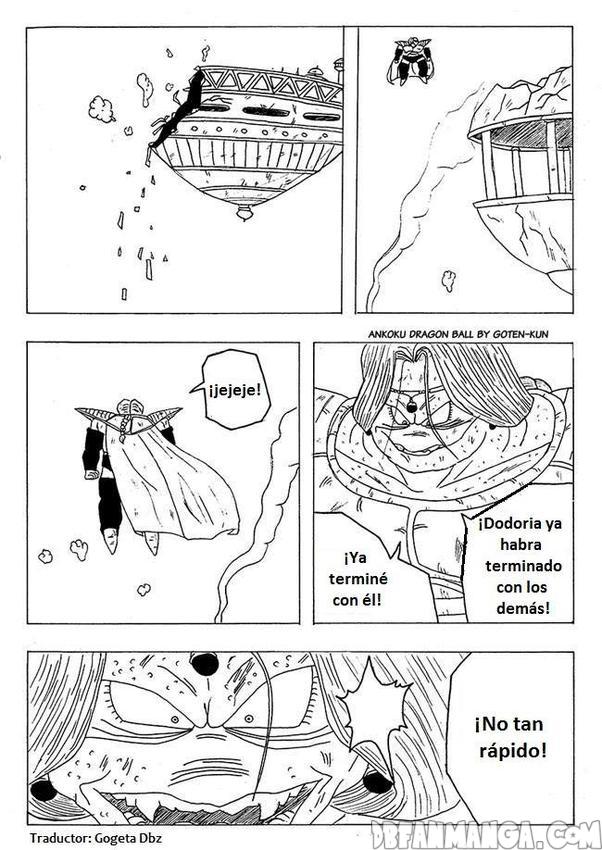 ANKOKU DRAGON BALL BY GOTEN-KUN
¡jejeje!
¡Ya
terminé
con él!
¡Dodoria ya
habra
terminado
con los
demás!
¡No tan
rápido!
Traductor: Gogeta Dbz
DBFANMANGA.COM